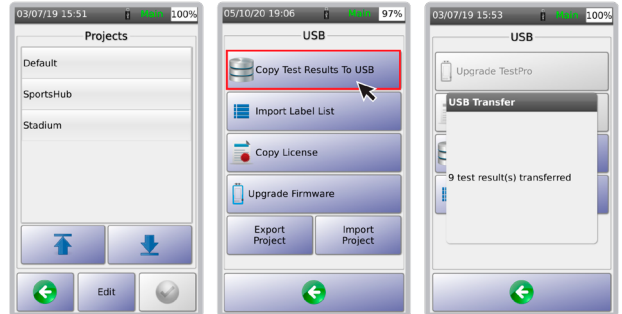 03/07/19 15:51 Main 100%
Projects
Default
SportsHub
Stadium
Edit
05/10/20 19:06 Main 97%
USB
Copy Test Results To USB
Import Label List
Copy License
Upgrade Firmware
Export
Project
Import
Project
03/07/19 15:53 Main 100%
USB
Upgrade TestPro
USB Transfer
9 test result(s) transferred